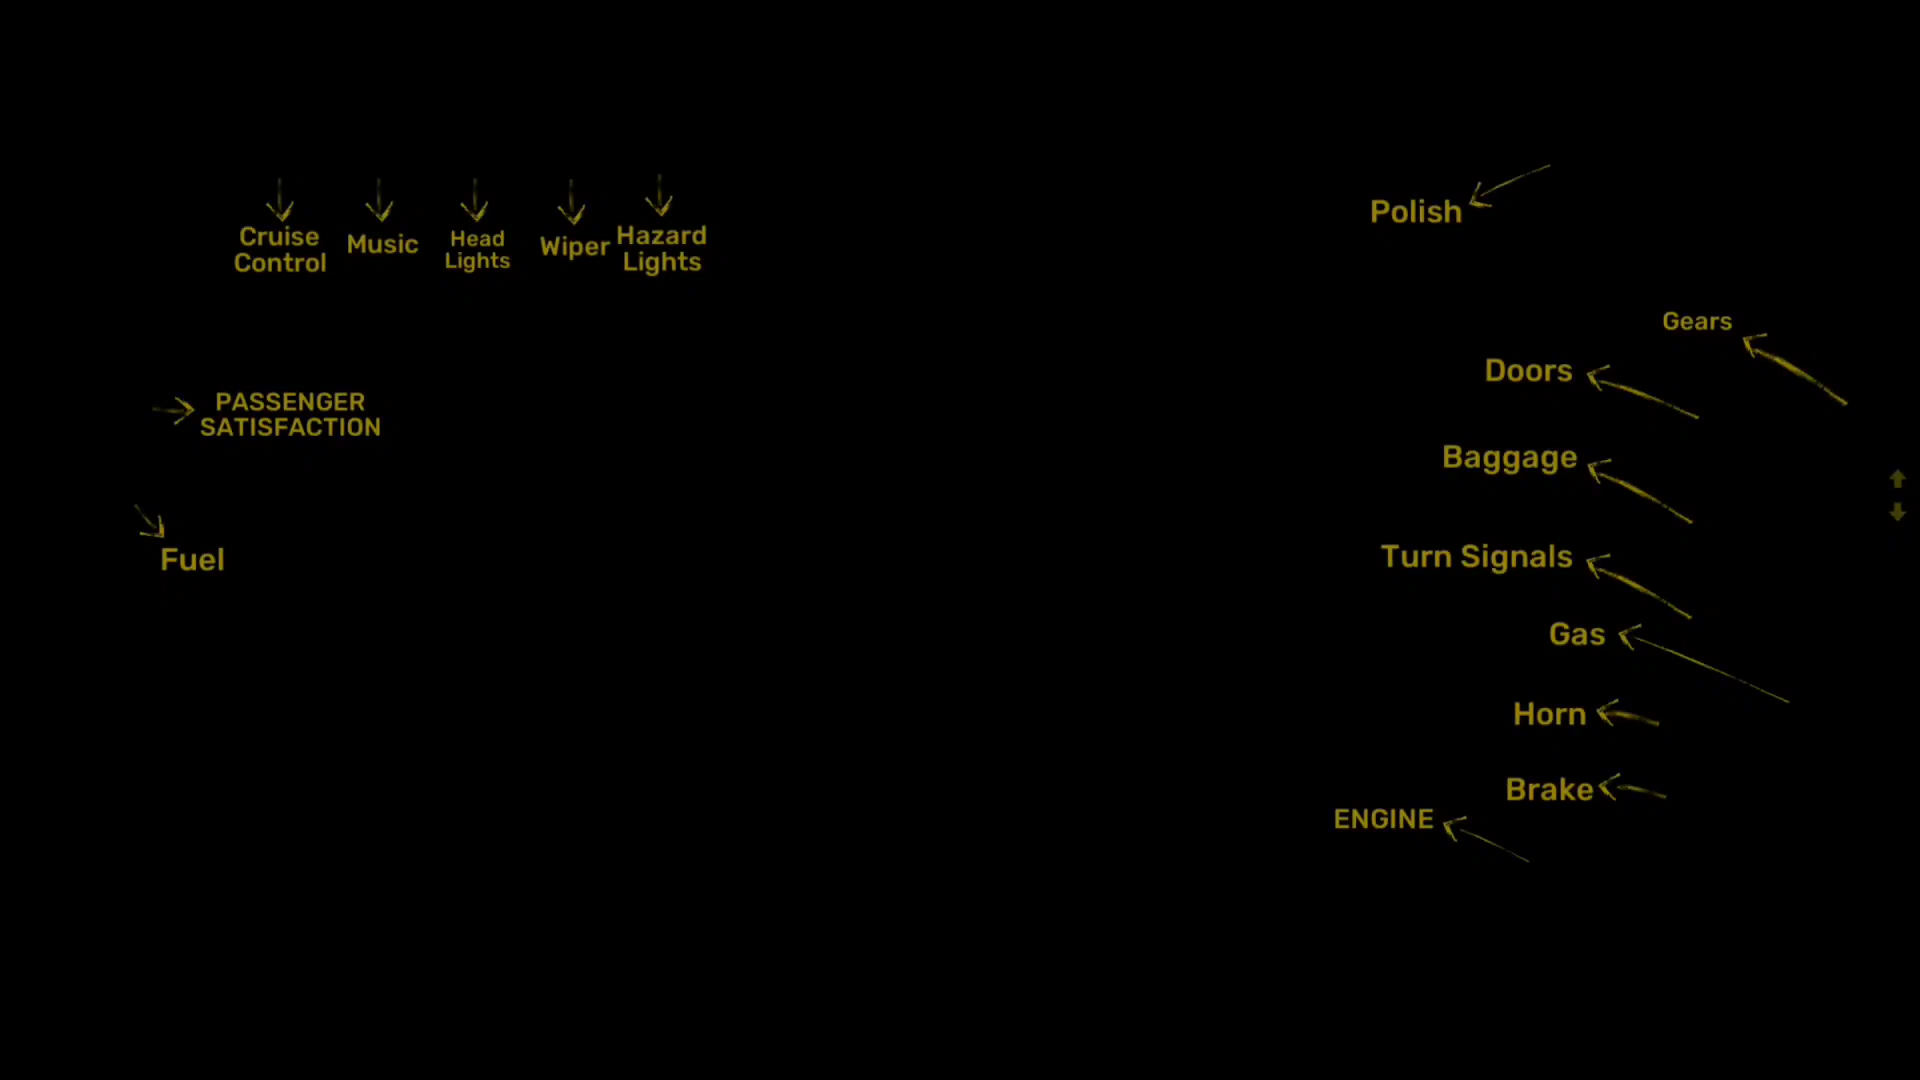 Cruise
Control
Music
Head
Lights
Wiper
Hazard
Lights
Polish
Gears
Doors
PASSENGER
SATISFACTION
Baggage
Turn Signals
Fuel
Gas
Horn
Brake
ENGINE